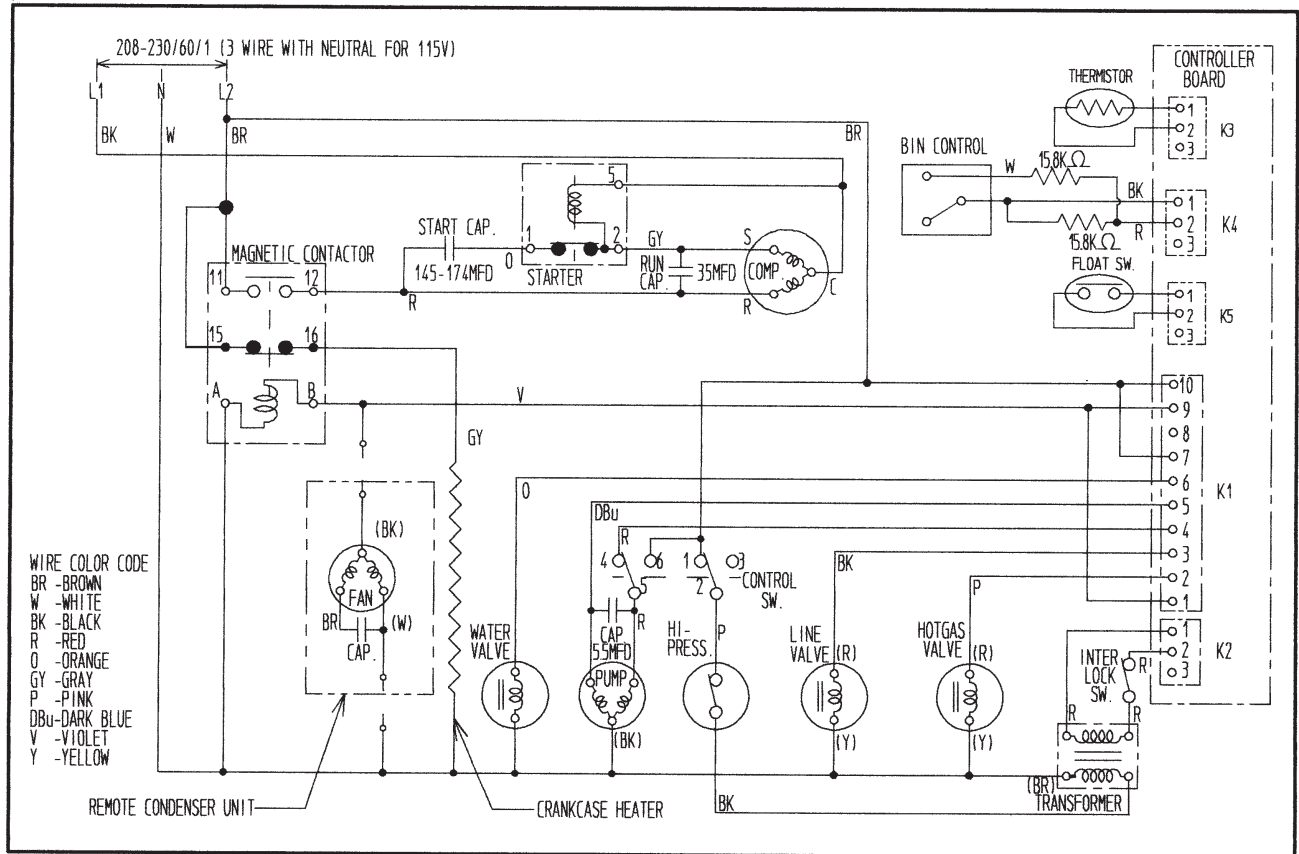 208-230/60/1 (3 WIRE WITH NEUTRAL FOR 115V)
L1 N L2
BK W BR
BR
CONTROLLER
BOARD
THERMISTOR
1
2
3
K3
BIN CONTROL
W
15.8KΩ
BK
R
15.8KΩ
1
2
3
K4
FLOAT SW.
1
2
3
K5
5
START CAP.
145-174MFD
1
O
2
STARTER
GY
RUN
CAP.
35MFD
S
COMP.
R
C
MAGNETIC CONTACTOR
11
12
R
15
16
A
B
V
GY
10
9
8
7
6
5
4
3
2
1
K1
O
DBu
R
4
6
5
1
3
2
CONTROL
SW.
BK
P
(BK)
FAN
BR
(W)
CAP.
WIRE COLOR CODE
BR -BROWN
W -WHITE
BK -BLACK
R -RED
O -ORANGE
GY -GRAY
P -PINK
DBu-DARK BLUE
V -VIOLET
Y -YELLOW
WATER
VALVE
CAP
55MFD
R
PUMP
(BK)
HI-
PRESS.
P
LINE
VALVE
(R)
(Y)
HOTGAS
VALVE
(R)
(Y)
1
2
3
K2
INTER
LOCK
SW.
R
R
R
(BR)
TRANSFORMER
BK
REMOTE CONDENSER UNIT
CRANKCASE HEATER